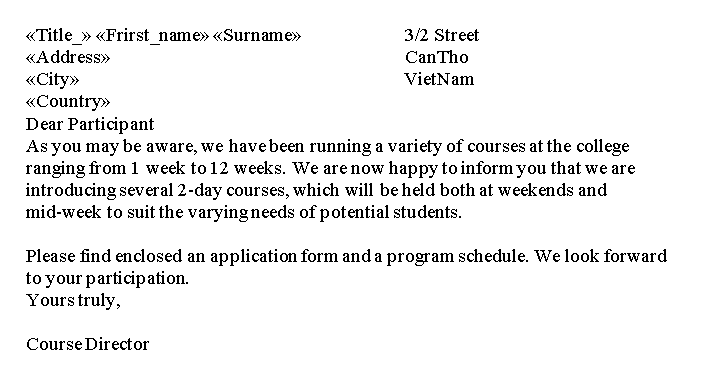 «Title_» «Frirst_name» «Surname» 3/2 Street
«Address» CanTho
«City» VietNam
«Country»
Dear Participant
As you may be aware, we have been running a variety of courses at the college
ranging from 1 week to 12 weeks. We are now happy to inform you that we are
introducing several 2-day courses, which will be held both at weekends and
mid-week to suit the varying needs of potential students.
Please find enclosed an application form and a program schedule. We look forward
to your participation.
Yours truly,
Course Director